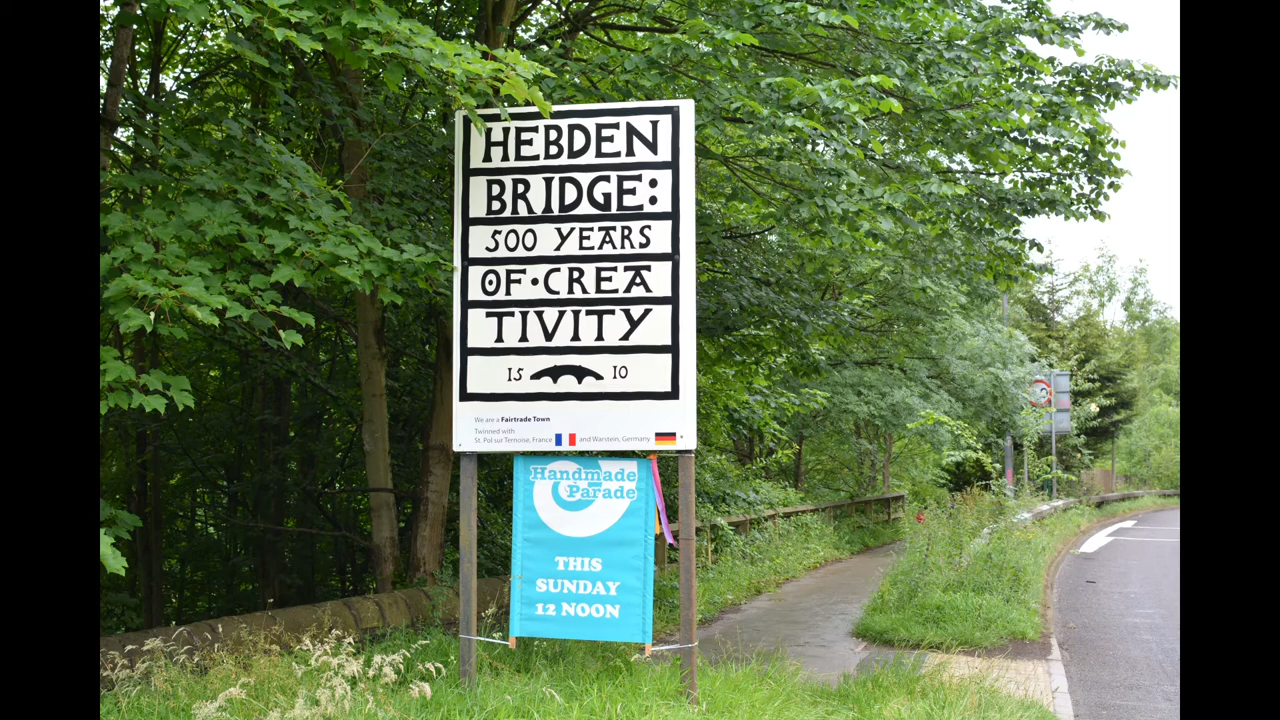 HEBDEN
BRIDGE:
500 YEARS
OF·CREA
TIVITY
15 10
We are a Fairtrade Town
Twinned with
St. Pol sur Ternoise, France and Warstein, Germany
Handmade
Parade
THIS
SUNDAY
12 NOON